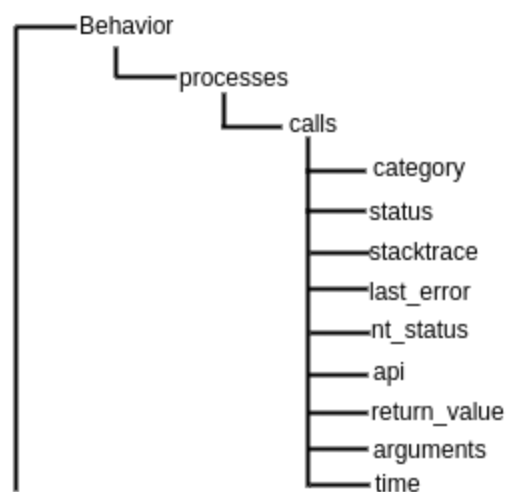 Behavior
processes
calls
category
status
stacktrace
last_error
nt_status
api
return_value
arguments
time